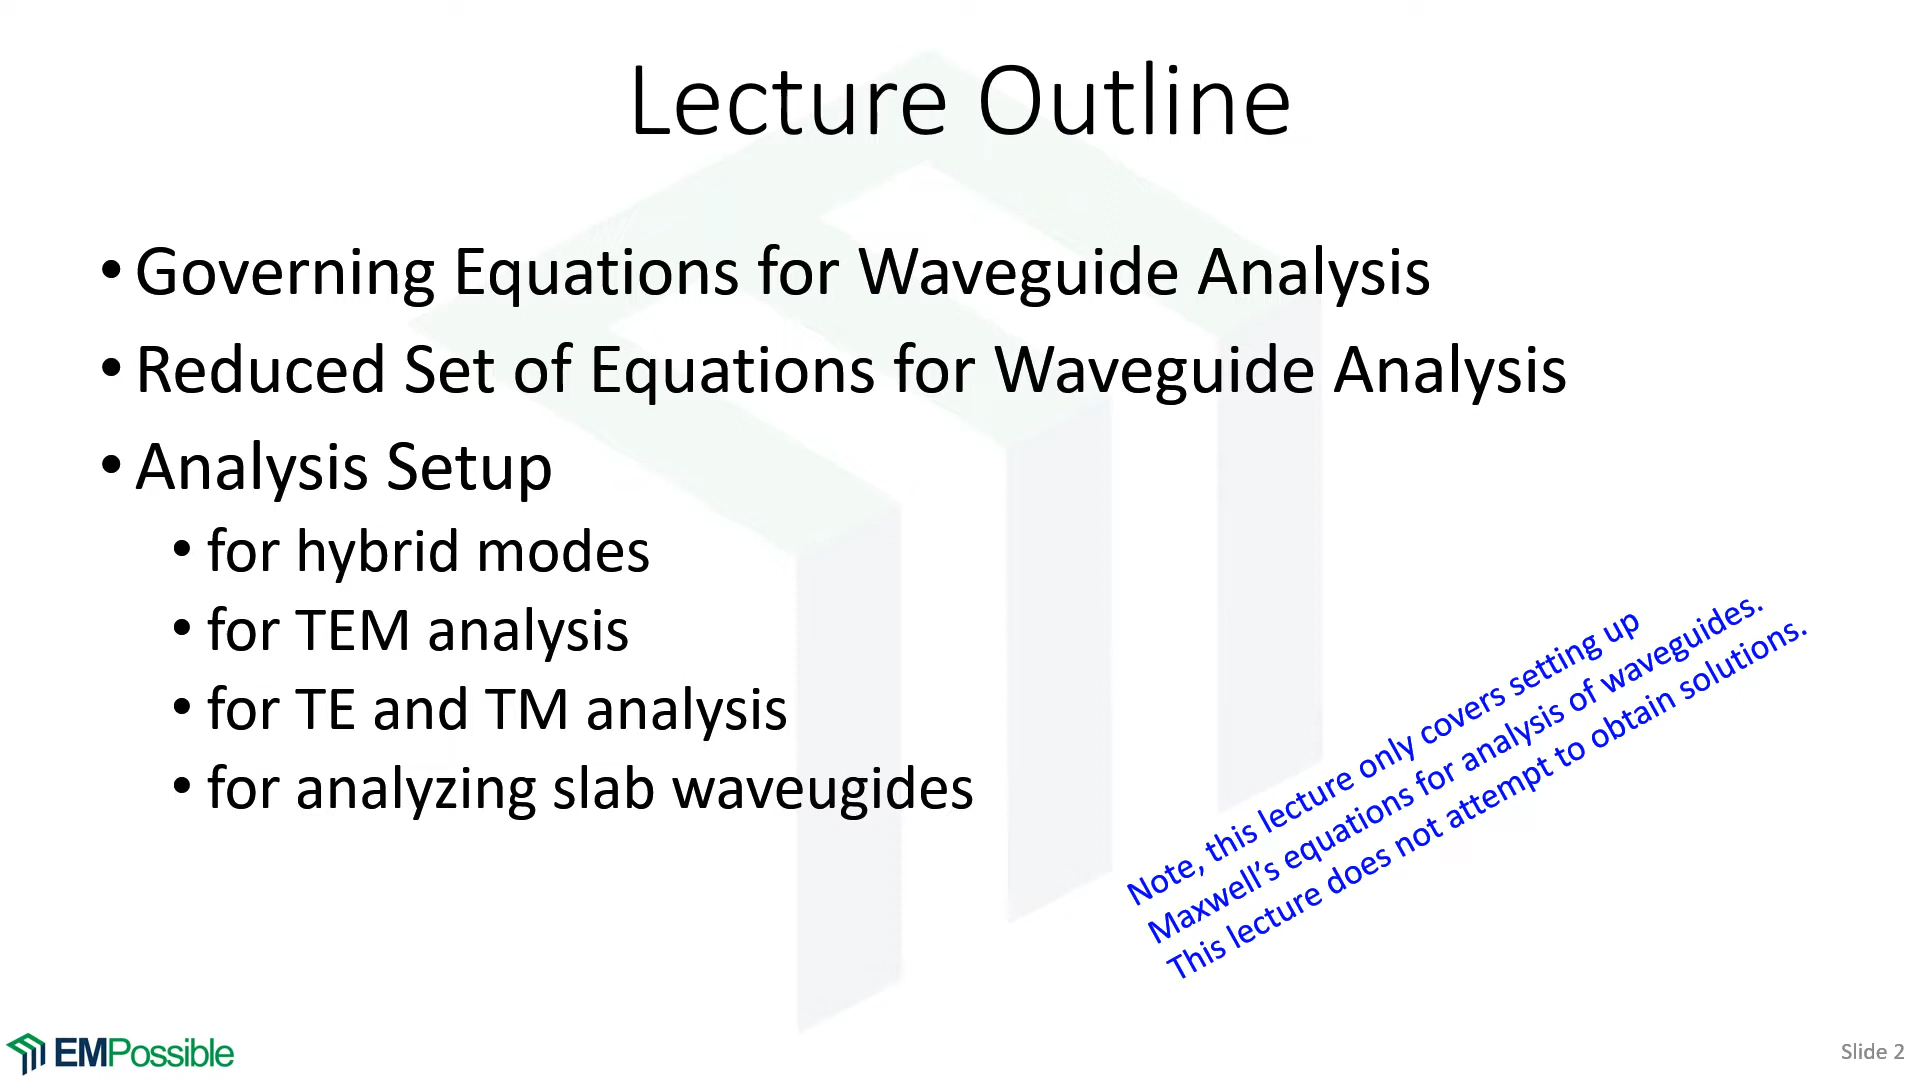 Lecture Outline
• Governing Equations for Waveguide Analysis
• Reduced Set of Equations for Waveguide Analysis
• Analysis Setup
• for hybrid modes
• for TEM analysis
• for TE and TM analysis
• for analyzing slab waveugides
Note, this lecture only covers setting up
Maxwell's equations for analysis of waveguides.
This lecture does not attempt to obtain solutions.
EMPossible
Slide 2